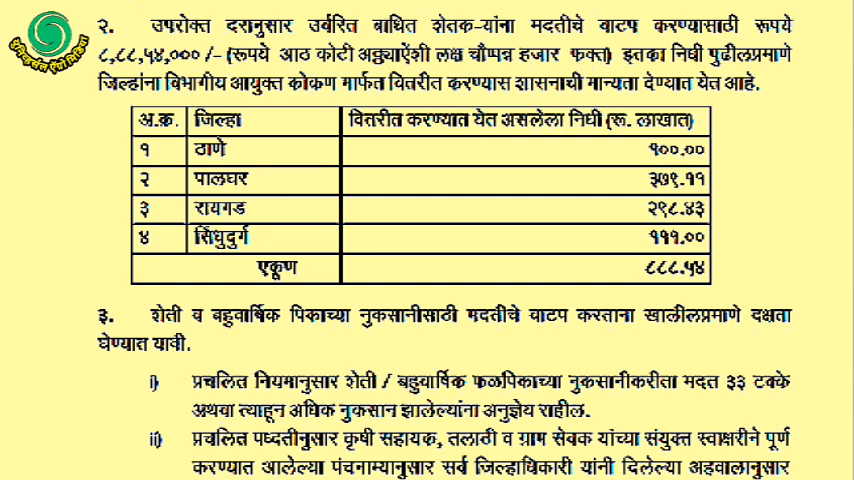 युनिव्हर्सल ऍग्रो मिडिया
२. उपरोक्त दरानुसार उर्वरित बाधित शेतक-यांना मदतीचे वाटप करण्यासाठी रूपये
८,८८,५४,००० /- (रूपये आठ कोटी अठ्ठ्याऐंशी लक्ष चौप्पन्न हजार फक्त) इतका निधी पुढीलप्रमाणे
जिल्हांना विभागीय आयुक्त कोकण मार्फत वितरीत करण्यास शासनाची मान्यता देण्यात येत आहे.
अ.क्र. जिल्हा वितरीत करण्यात येत असलेला निधी (रू. लाखात)
१ ठाणे १००.००
२ पालघर ३७९.११
३ रायगड २९८.४३
४ सिंधुदुर्ग १११.००
एकूण ८८८.५४
३. शेती व बहुवार्षिक पिकाच्या नुकसानीसाठी मदतीचे वाटप करताना खालीलप्रमाणे दक्षता
घेण्यात यावी.
i) प्रचलित नियमानुसार शेती / बहुवार्षिक फळपिकाच्या नुकसानीकरीता मदत ३३ टक्के
अथवा त्याहून अधिक नुकसान झालेल्यांना अनुज्ञेय राहील.
ii) प्रचलित पध्दतीनुसार कृषी सहायक, तलाठी व ग्राम सेवक यांच्या संयुक्त स्वाक्षरीने पूर्ण
करण्यात आलेल्या पंचनाम्यानुसार सर्व जिल्हाधिकारी यांनी दिलेल्या अहवालानुसार